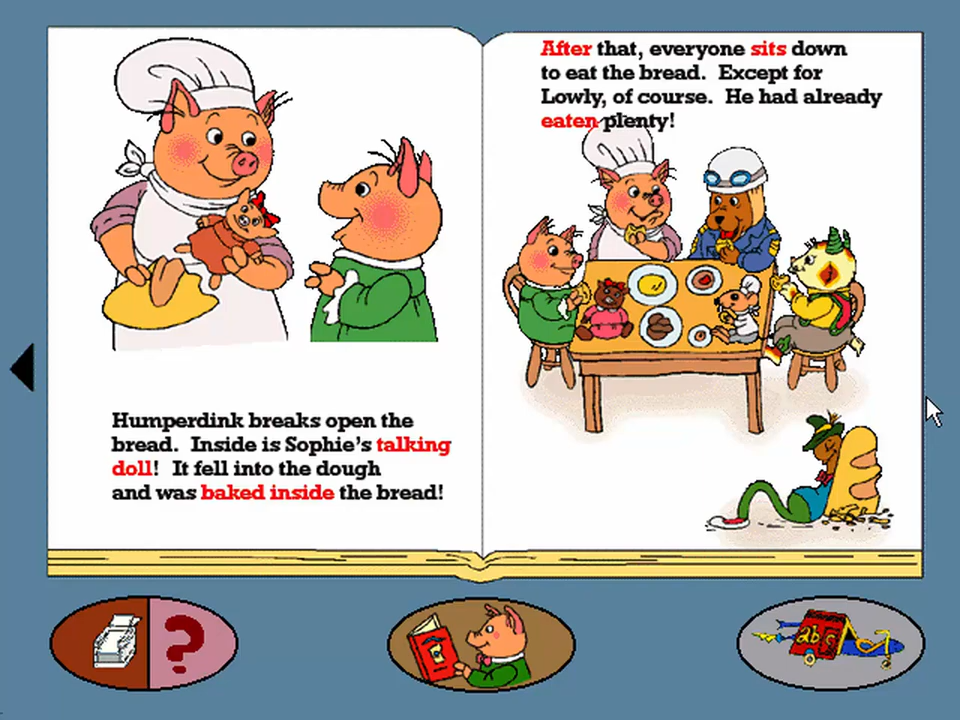 Humperdink breaks open the
bread. Inside is Sophie's talking
doll! It fell into the dough
and was baked inside the bread!
After that, everyone sits down
to eat the bread. Except for
Lowly, of course. He had already
eaten plenty!
abc